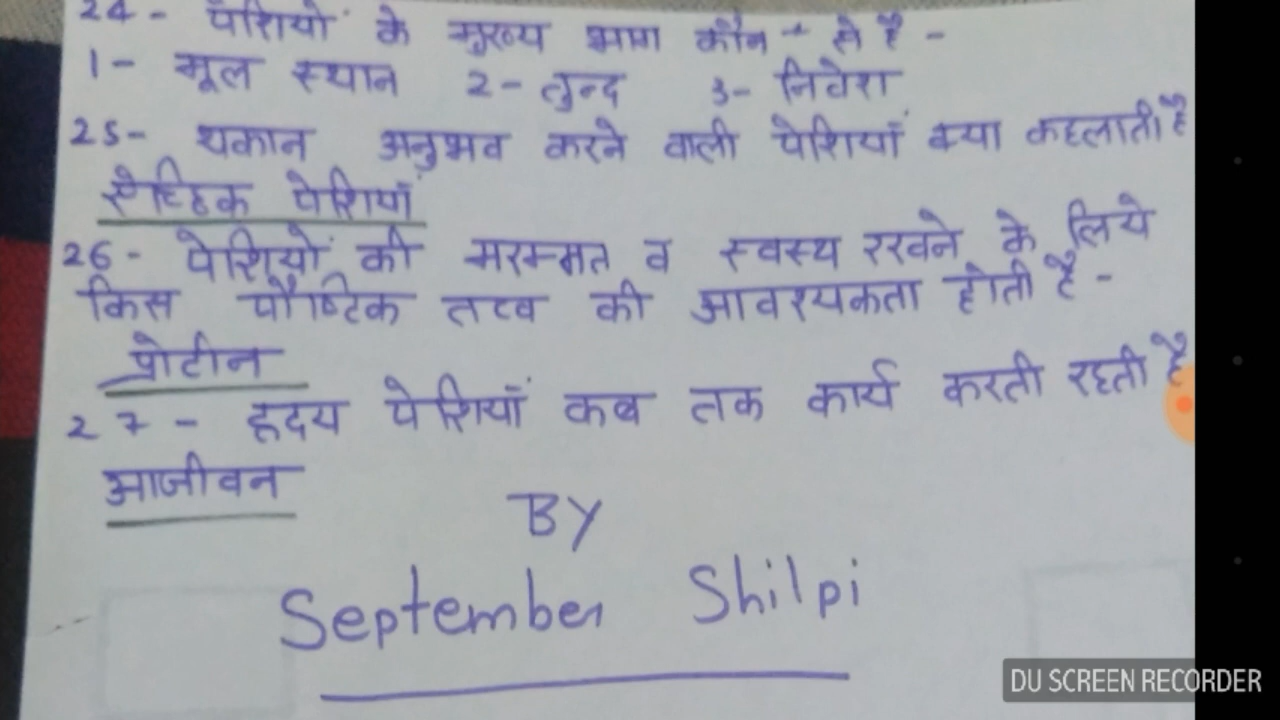 24- पेशियों के मुख्य भाग कौन - से है -
1- मूल स्थान 2- तुन्द 3- निवेश
25- थकान अनुभव करने वाली पेशियाँ क्या कहलाती है
ऐच्छिक पेशियाँ
26- पेशियों की मरम्मत व स्वस्थ रखने के लिये
किस पौष्टिक तत्व की आवश्यकता होती है -
प्रोटीन
27- हृदय पेशियाँ कब तक कार्य करती रहती है
आजीवन
BY
September Shilpi
DU SCREEN RECORDER